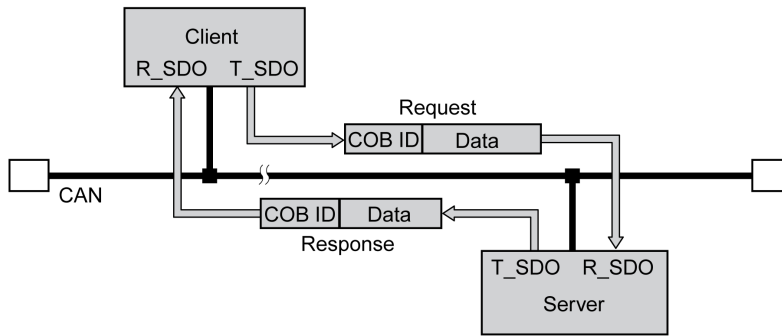 Client
R_SDO T_SDO
Request
COB ID Data
CAN
COB ID Data
Response
T_SDO R_SDO
Server